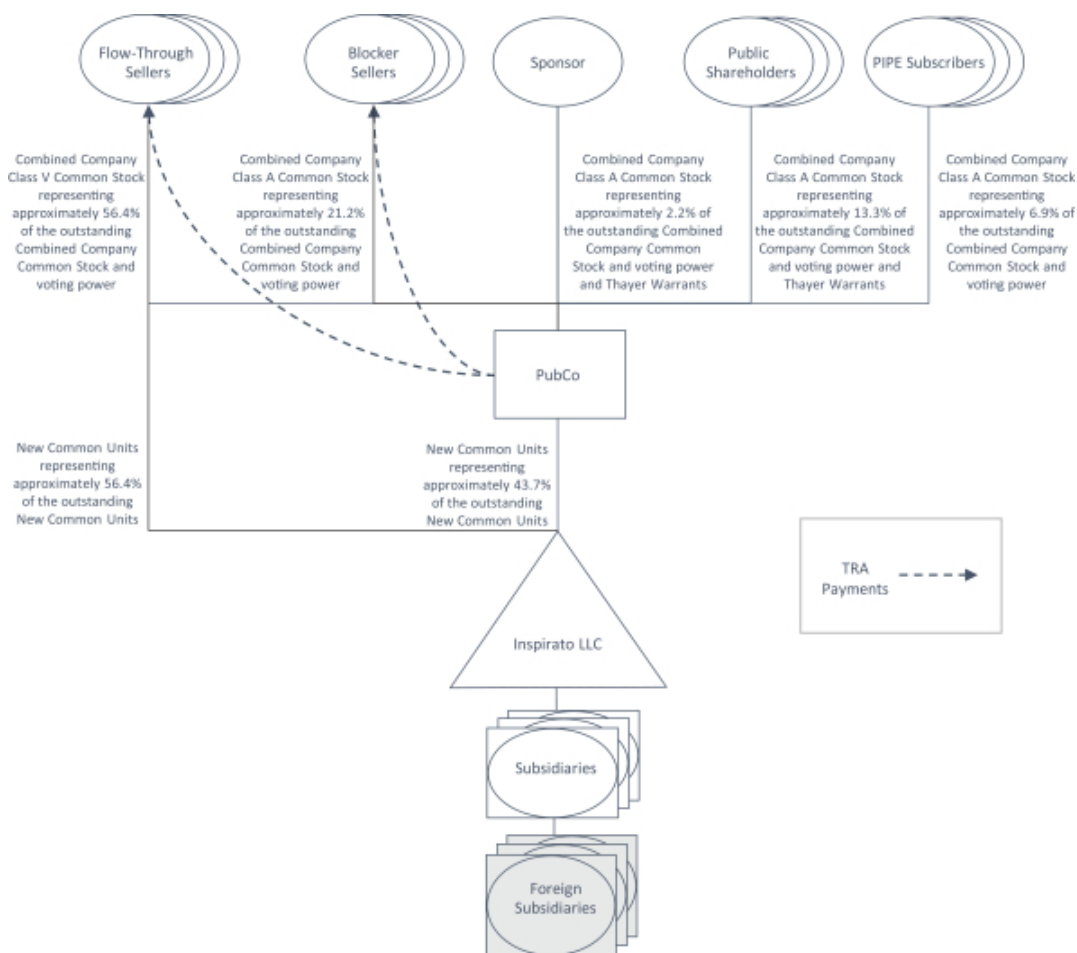 Flow-Through
Sellers
Blocker
Sellers
Sponsor
Public
Shareholders
PIPE Subscribers
Combined Company
Class V Common Stock
representing
approximately 56.4%
of the outstanding
Combined Company
Common Stock and
voting power
Combined Company
Class A Common Stock
representing
approximately 21.2%
of the outstanding
Combined Company
Common Stock and
voting power
Combined Company
Class A Common Stock
representing
approximately 2.2% of
the outstanding Combined
Company Common
Stock and voting power
and Thayer Warrants
Combined Company
Class A Common Stock
representing
approximately 13.3% of
the outstanding Combined
Company Common Stock
and voting power and
Thayer Warrants
Combined Company
Class A Common Stock
representing
approximately 6.9% of
the outstanding
Combined Company
Common Stock and
voting power
PubCo
New Common Units
representing
approximately 56.4%
of the outstanding
New Common Units
New Common Units
representing
approximately 43.7%
of the outstanding
New Common Units
TRA
Payments
Inspirato LLC
Subsidiaries
Foreign
Subsidiaries